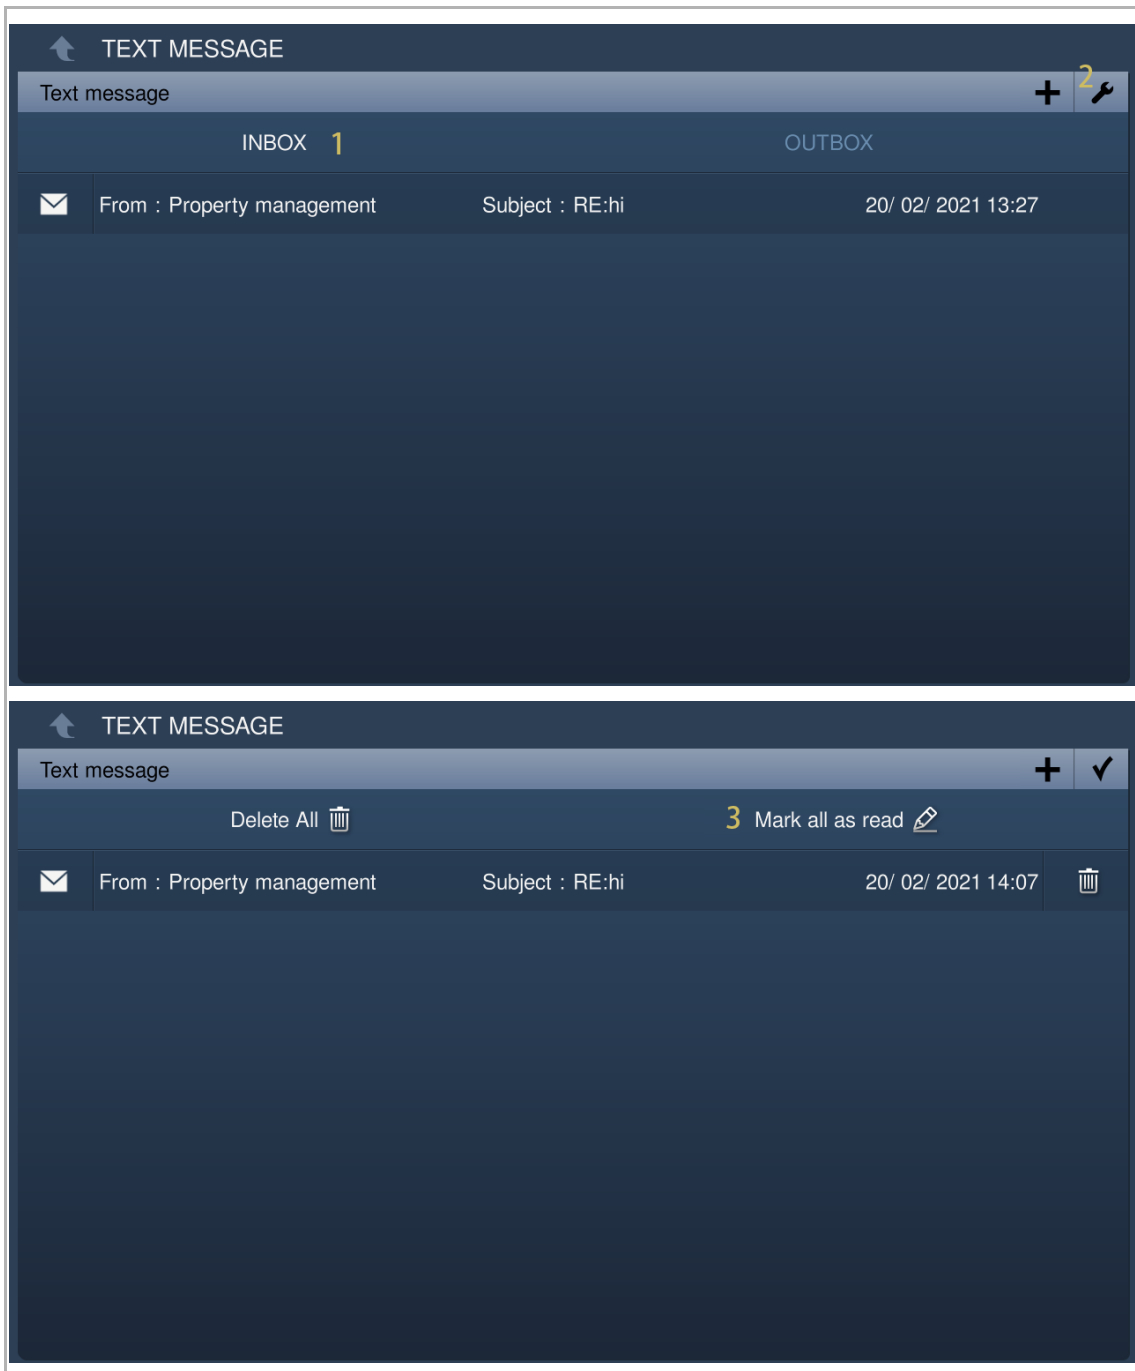 TEXT MESSAGE
Text message
2
INBOX 1 OUTBOX
From : Property management Subject : RE:hi 20/ 02/ 2021 13:27
TEXT MESSAGE
Text message
Delete All 3 Mark all as read
From : Property management Subject : RE:hi 20/ 02/ 2021 14:07